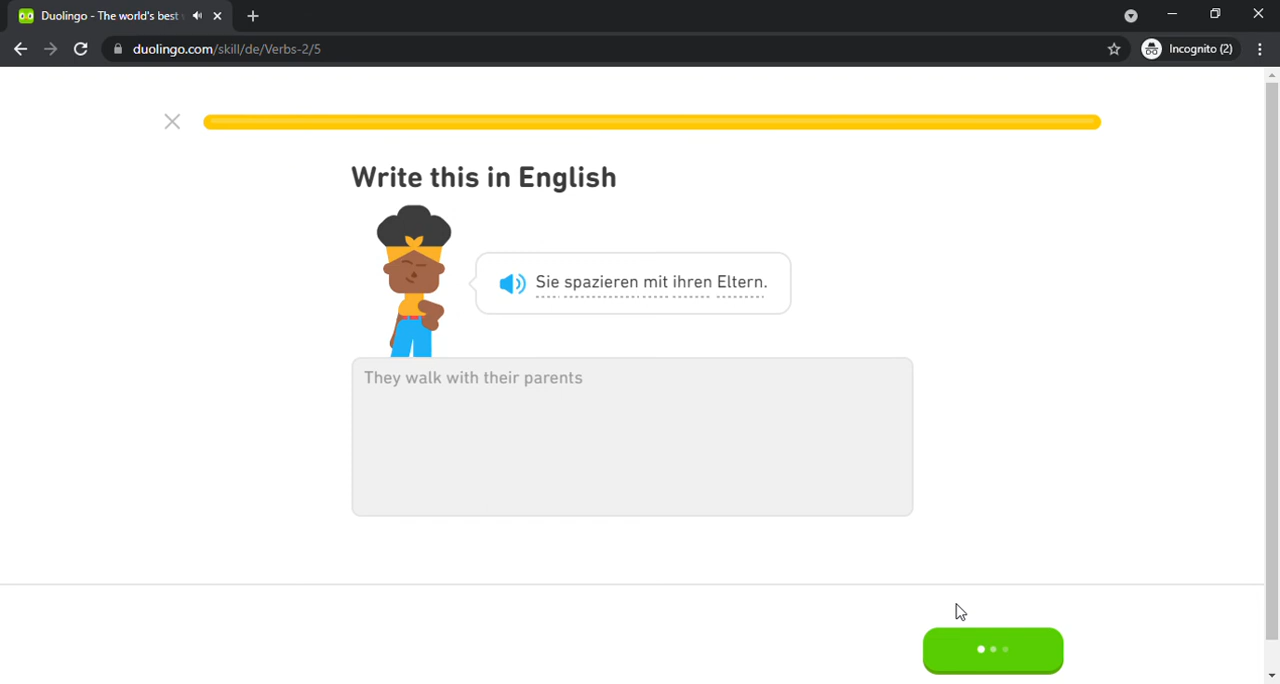 Duolingo - The world's best
duolingo.com/skill/de/Verbs-2/5
Incognito (2)
Write this in English
Sie spazieren mit ihren Eltern.
They walk with their parents